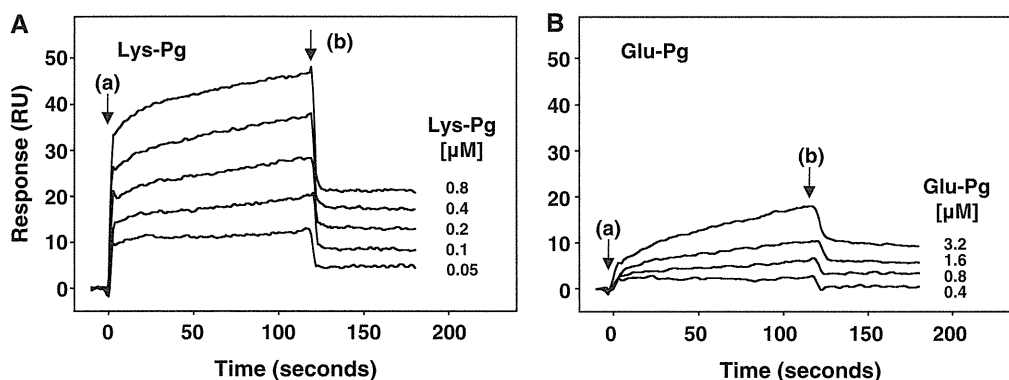 A
Lys-Pg
(a)
(b)
Response (RU)
50
40
30
20
10
0
Lys-Pg
[µM]
0.8
0.4
0.2
0.1
0.05
0
50
100
150
200
Time (seconds)
B
Glu-Pg
(a)
(b)
50
40
30
20
10
0
Glu-Pg
[µM]
3.2
1.6
0.8
0.4
0
50
100
150
200
Time (seconds)